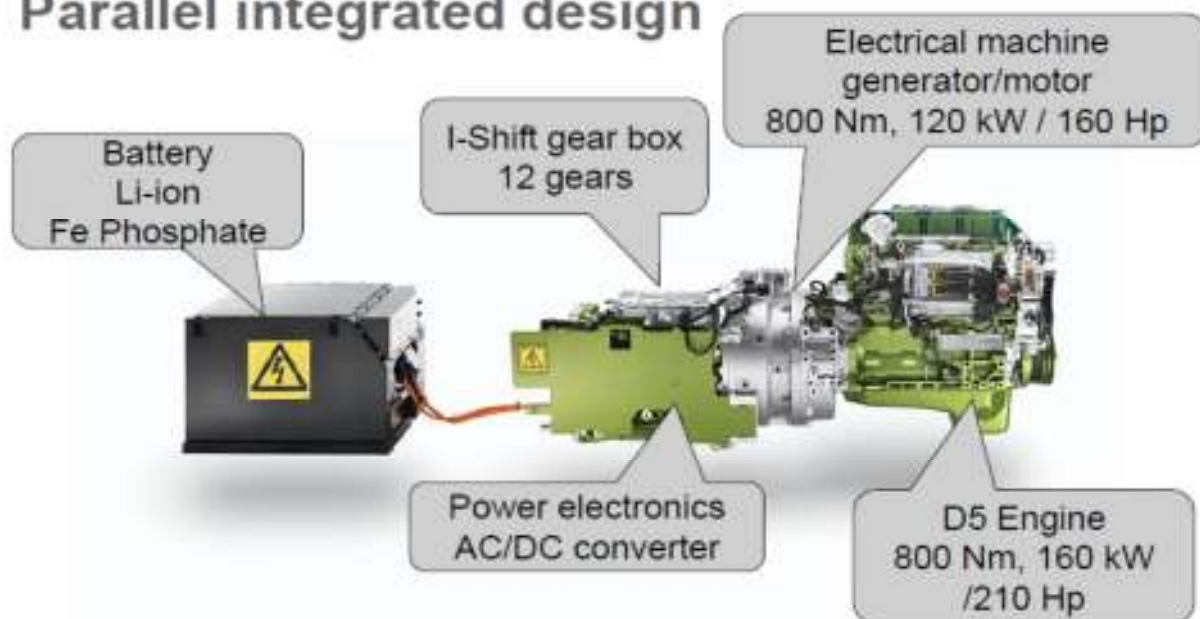 Parallel integrated design
Electrical machine
generator/motor
800 Nm, 120 kW / 160 Hp
I-Shift gear box
12 gears
Battery
Li-ion
Fe Phosphate
Power electronics
AC/DC converter
D5 Engine
800 Nm, 160 kW
/210 Hp